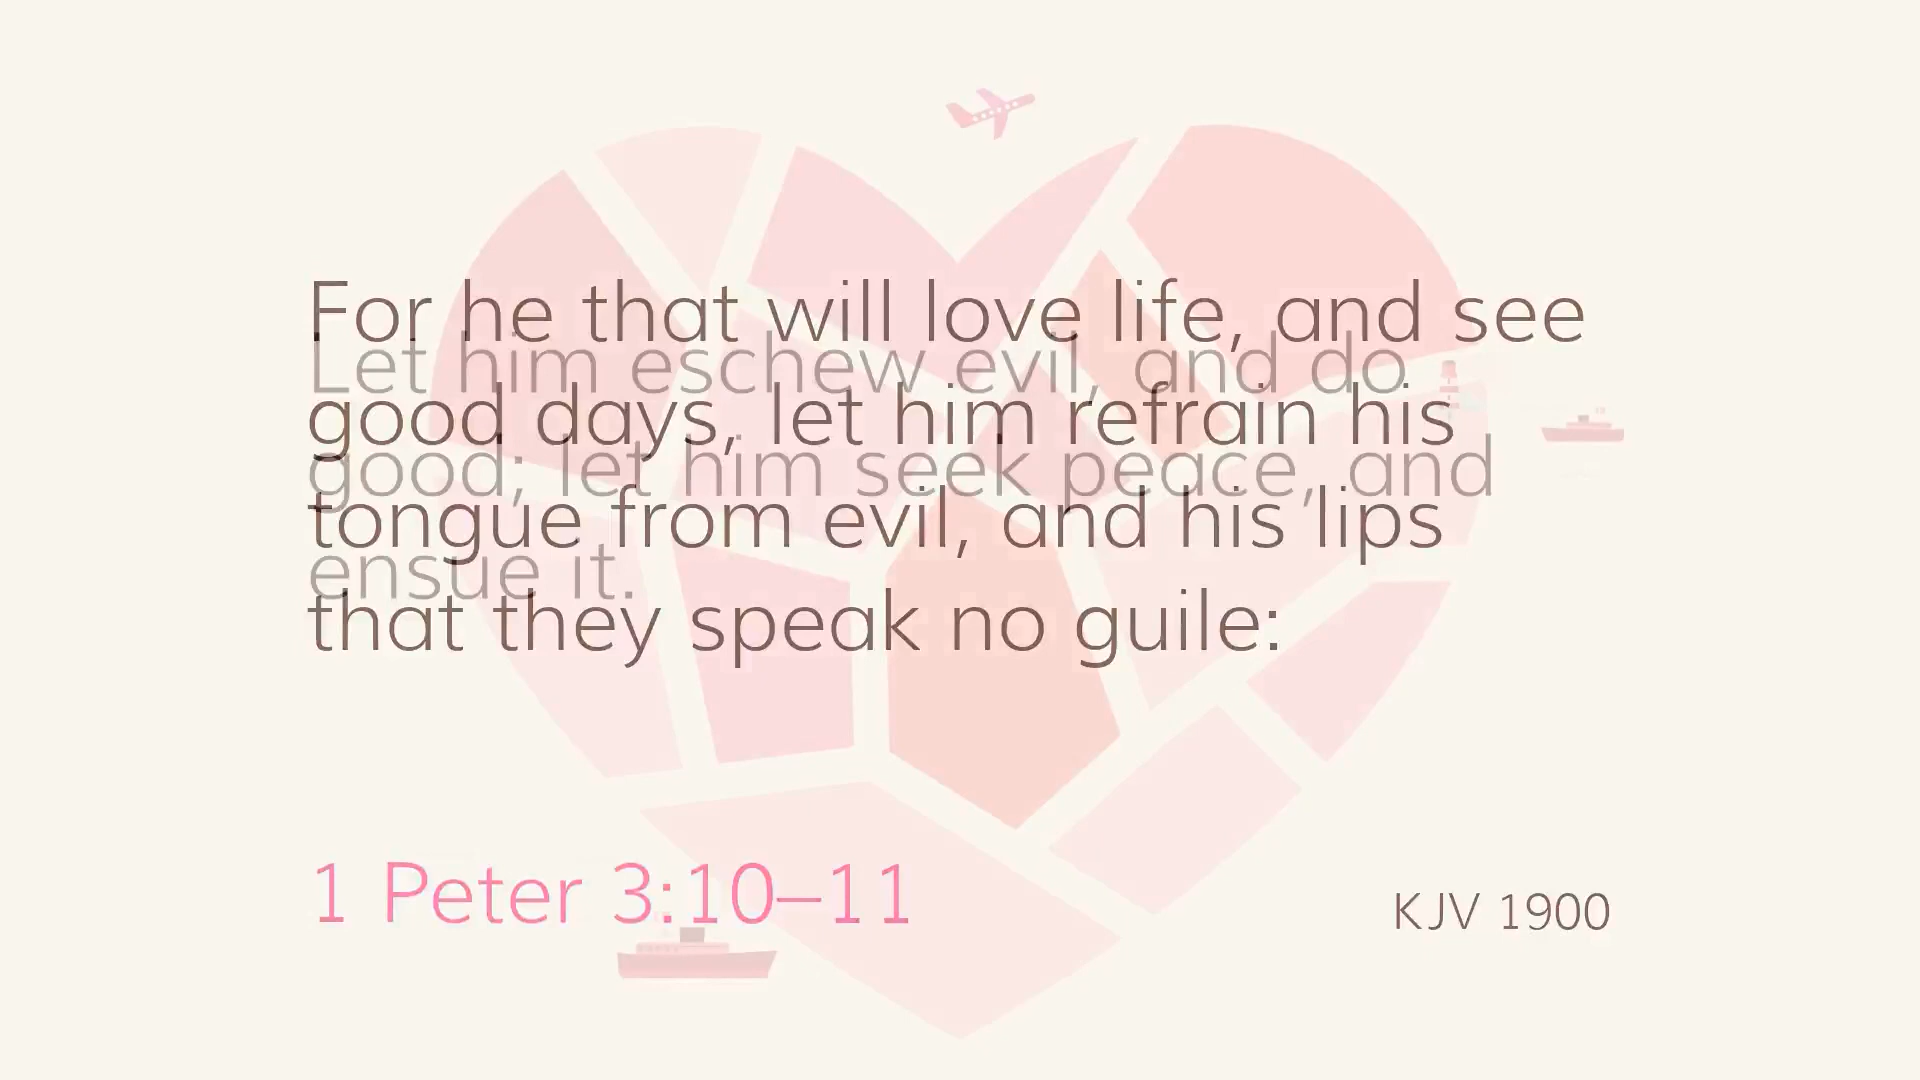 For he that will love life, and see
good days, let him refrain his
tongue from evil, and his lips
that they speak no guile:
Let him eschew evil, and do
good; let him seek peace, and
ensue it.
1 Peter 3:10–11
KJV 1900